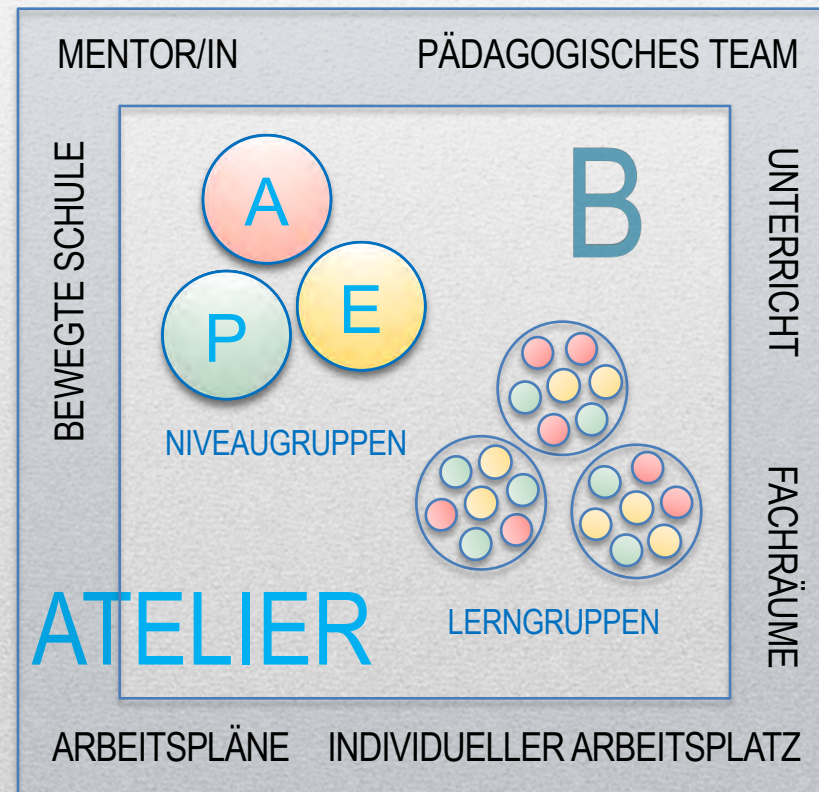 MENTOR/IN
PÄDAGOGISCHES TEAM
BEWEGTE SCHULE
A
P
E
B
UNTERRICHT
NIVEAUGRUPPEN
FACHRÄUME
ATELIER
LERNGRUPPEN
ARBEITSPLÄNE
INDIVIDUELLER ARBEITSPLATZ